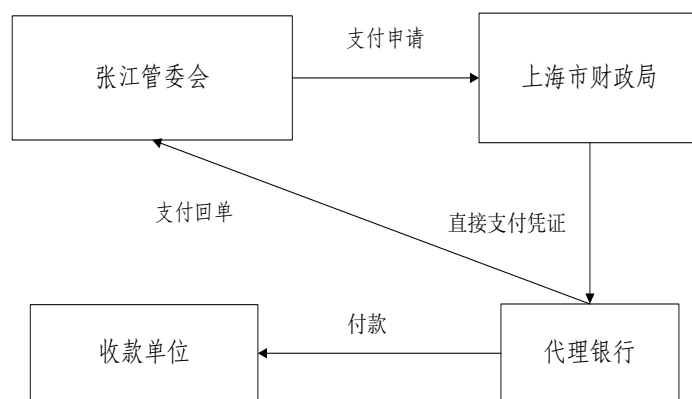 支付申请
张江管委会
上海市财政局
支付回单
直接支付凭证
付款
收款单位
代理银行